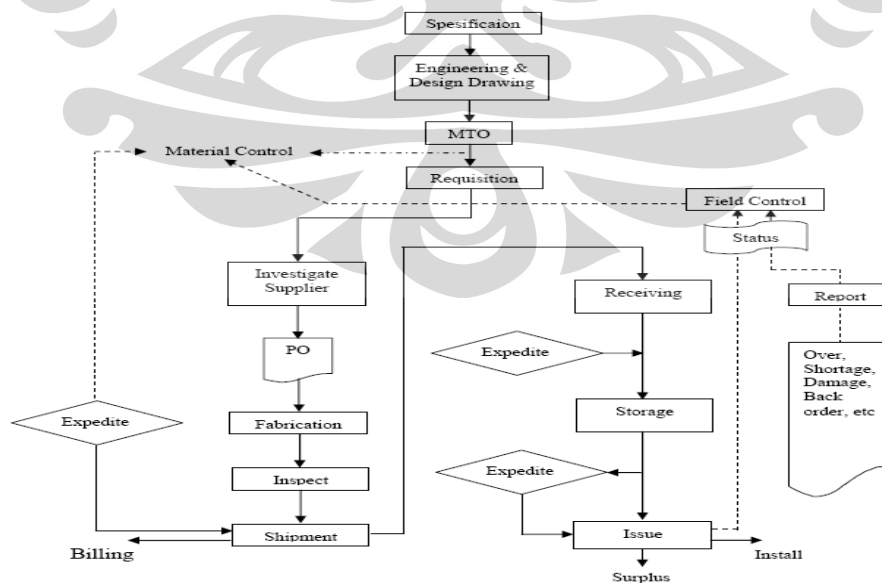 Spesificaion
Engineering &
Design Drawing
MTO
Material Control
Requisition
Field Control
Status
Investigate
Supplier
Receiving
Report
PO
Expedite
Over,
Shortage,
Damage,
Back
order, etc
Expedite
Fabrication
Storage
Inspect
Expedite
Shipment
Issue
Billing
Install
Surplus